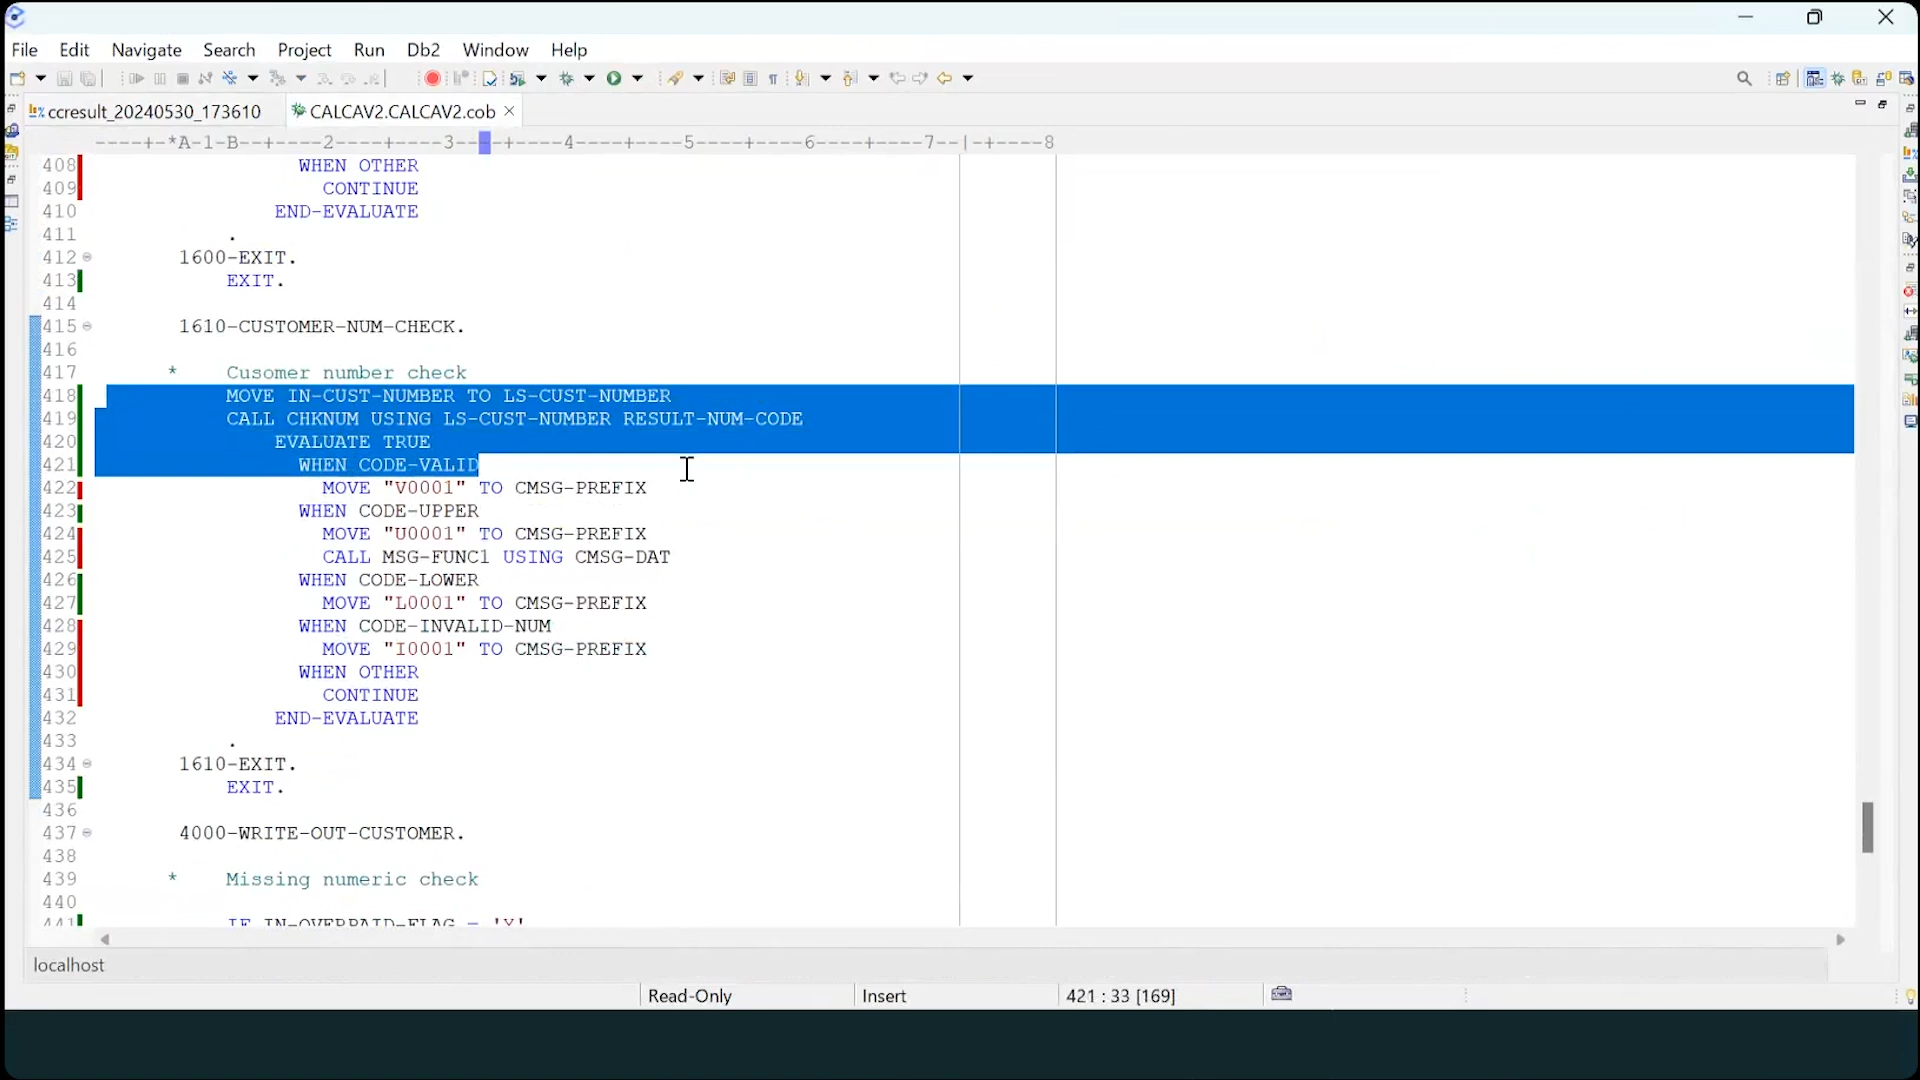 File Edit Navigate Search Project Run Db2 Window Help
ccresult_20240530_173610 CALCAV2.CALCAV2.cob
----+-*A-1-B--+----2----+----3----+----4----+----5----+----6----+----7--|-+----8
408 WHEN OTHER
409 CONTINUE
410 END-EVALUATE
411 .
412 1600-EXIT.
413 EXIT.
414
415 1610-CUSTOMER-NUM-CHECK.
416
417 * Cusomer number check
418 MOVE IN-CUST-NUMBER TO LS-CUST-NUMBER
419 CALL CHKNUM USING LS-CUST-NUMBER RESULT-NUM-CODE
420 EVALUATE TRUE
421 WHEN CODE-VALID
422 MOVE "V0001" TO CMSG-PREFIX
423 WHEN CODE-UPPER
424 MOVE "U0001" TO CMSG-PREFIX
425 CALL MSG-FUNC1 USING CMSG-DAT
426 WHEN CODE-LOWER
427 MOVE "L0001" TO CMSG-PREFIX
428 WHEN CODE-INVALID-NUM
429 MOVE "I0001" TO CMSG-PREFIX
430 WHEN OTHER
431 CONTINUE
432 END-EVALUATE
433 .
434 1610-EXIT.
435 EXIT.
436
437 4000-WRITE-OUT-CUSTOMER.
438
439 * Missing numeric check
440
441 IF IN-OVERPAID-FLAG = 'Y'
localhost
Read-Only Insert 421 : 33 [169]